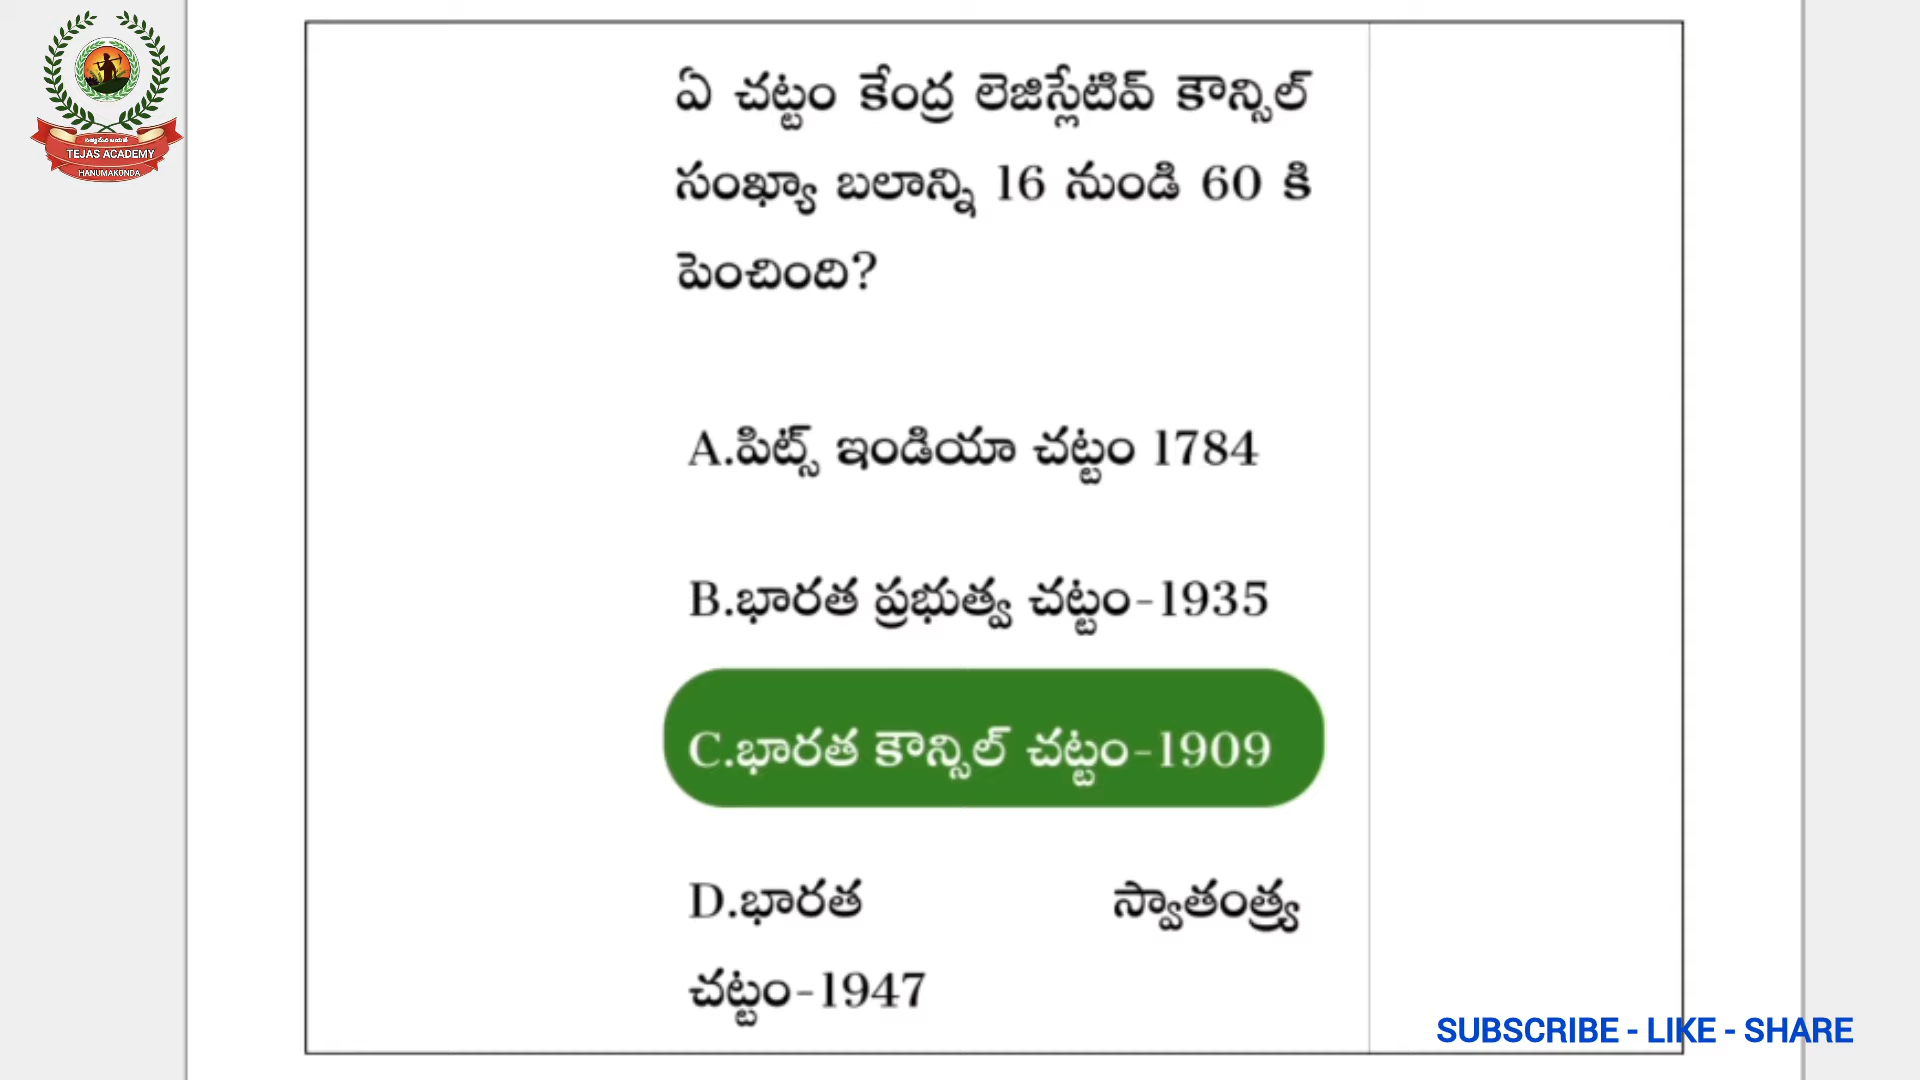 TEJAS ACADEMY
HANUMAKONDA
ఏ చట్టం కేంద్ర లెజిస్లేటివ్ కౌన్సిల్
సంఖ్యా బలాన్ని 16 నుండి 60 కి
పెంచింది?
A.పిట్స్ ఇండియా చట్టం 1784
B.భారత ప్రభుత్వ చట్టం-1935
C.భారత కౌన్సిల్ చట్టం-1909
D.భారత స్వాతంత్ర్య
చట్టం-1947
SUBSCRIBE - LIKE - SHARE